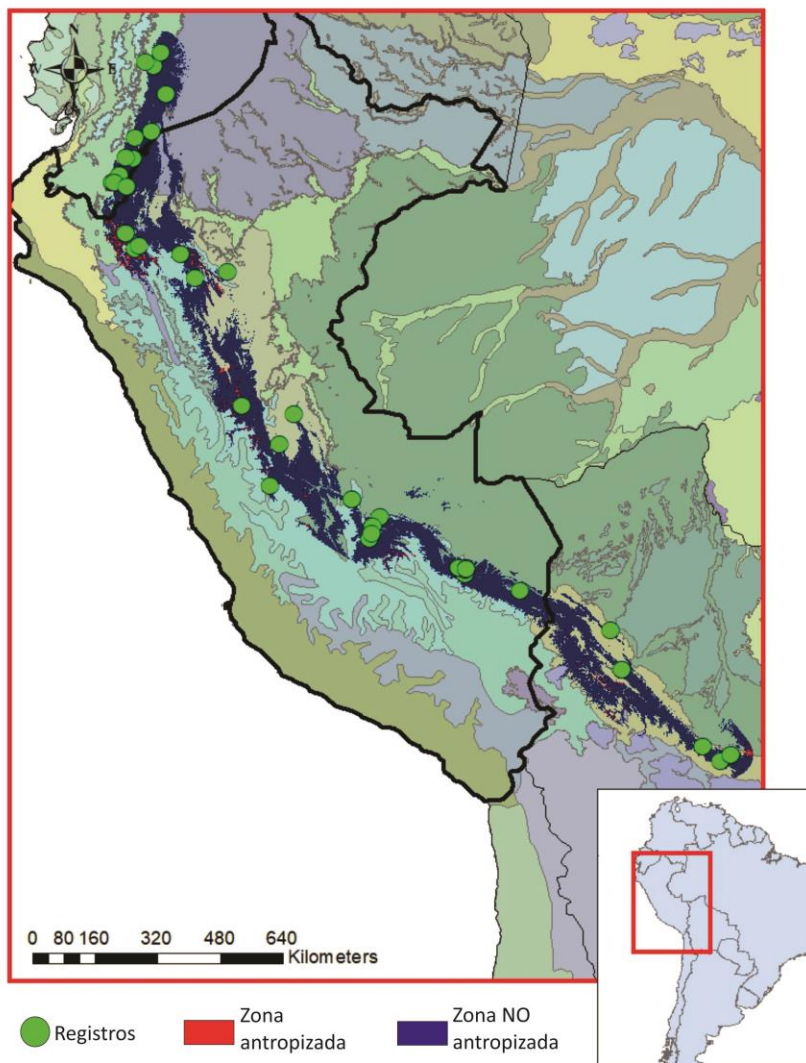 N
W E
S
0 80 160 320 480 640
Kilometers
Registros
Zona
antropizada
Zona NO
antropizada